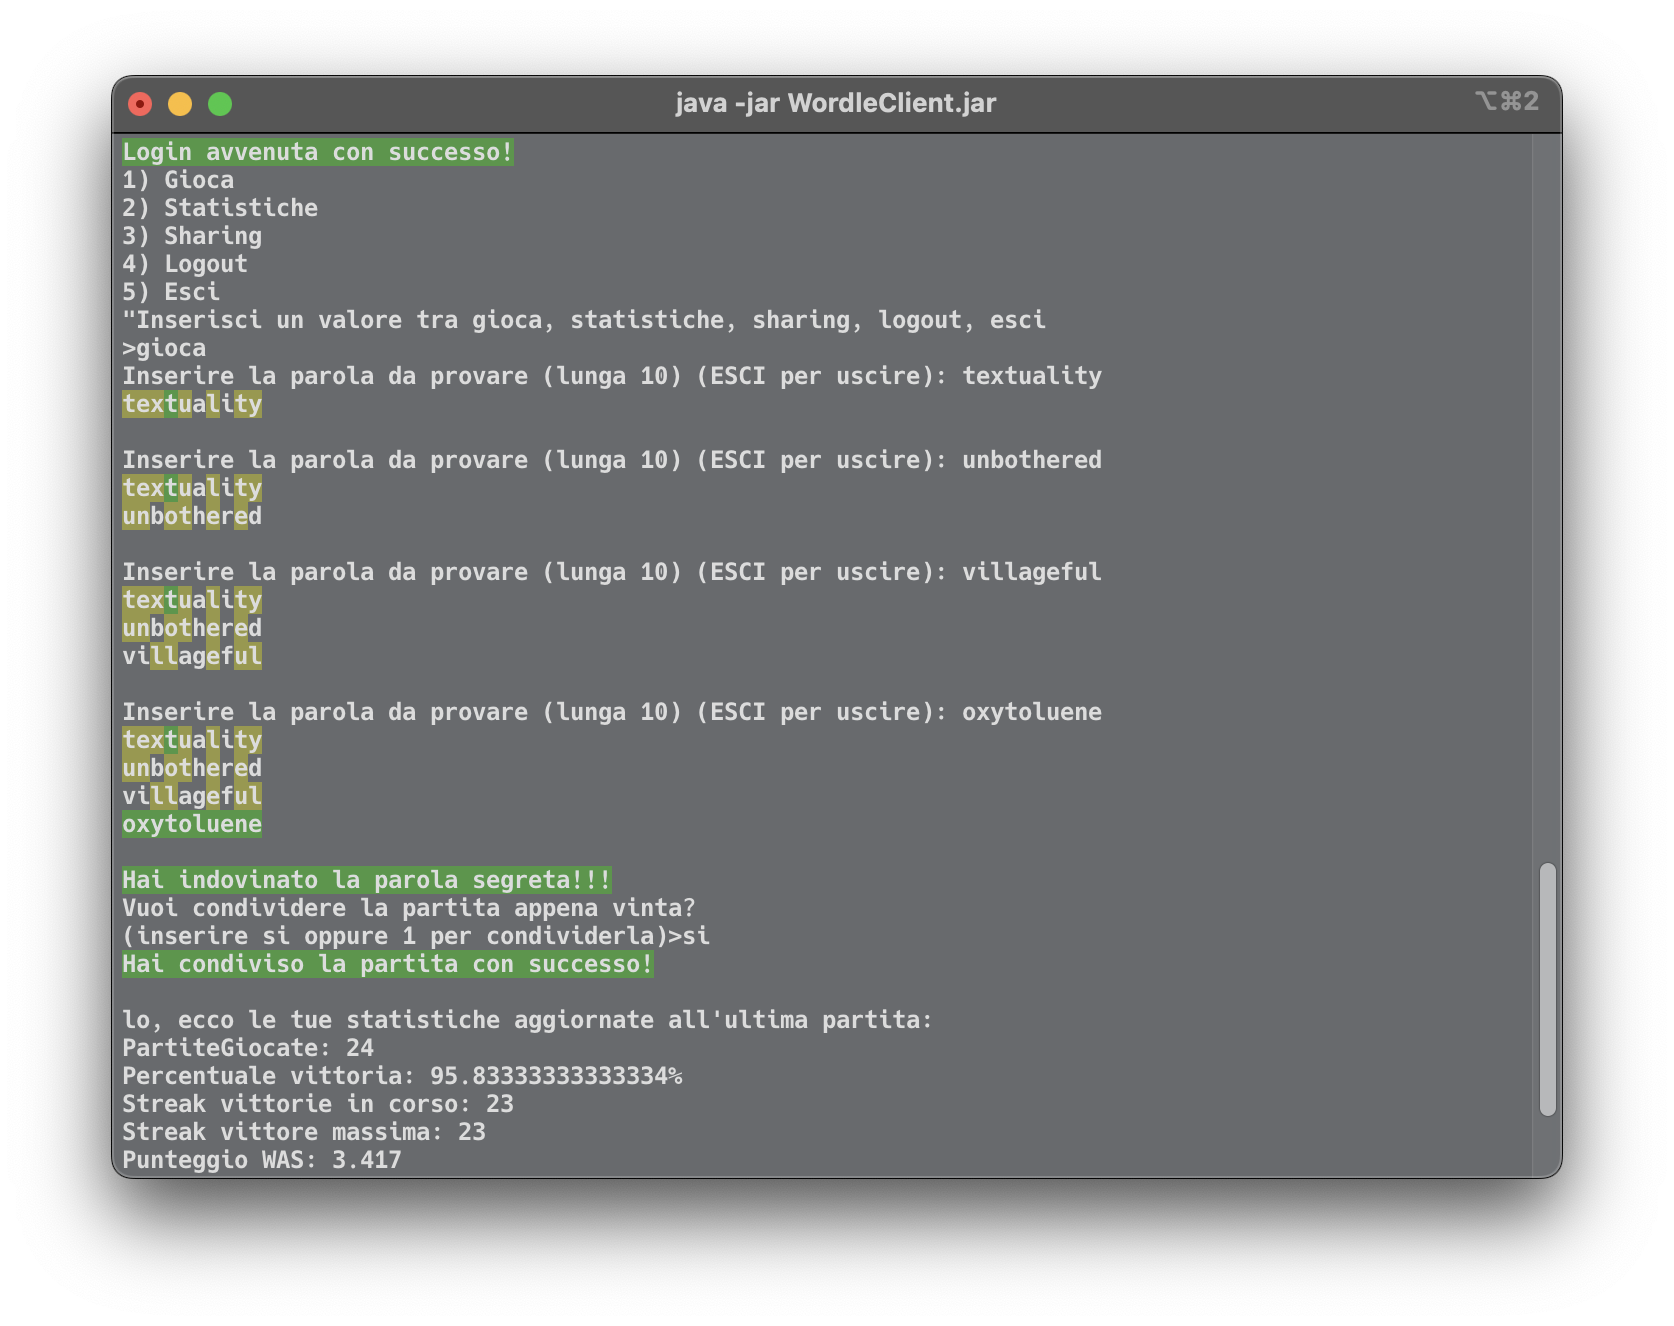 java -jar WordleClient.jar
⌥⌘2
Login avvenuta con successo!
1) Gioca
2) Statistiche
3) Sharing
4) Logout
5) Esci
"Inserisci un valore tra gioca, statistiche, sharing, logout, esci
>gioca
Inserire la parola da provare (lunga 10) (ESCI per uscire): textuality
textuality
Inserire la parola da provare (lunga 10) (ESCI per uscire): unbothered
textuality
unbothered
Inserire la parola da provare (lunga 10) (ESCI per uscire): villageful
textuality
unbothered
villageful
Inserire la parola da provare (lunga 10) (ESCI per uscire): oxytoluene
textuality
unbothered
villageful
oxytoluene
Hai indovinato la parola segreta!!!
Vuoi condividere la partita appena vinta?
(inserire si oppure 1 per condividerla)>si
Hai condiviso la partita con successo!
lo, ecco le tue statistiche aggiornate all'ultima partita:
PartiteGiocate: 24
Percentuale vittoria: 95.83333333333334%
Streak vittorie in corso: 23
Streak vittore massima: 23
Punteggio WAS: 3.417